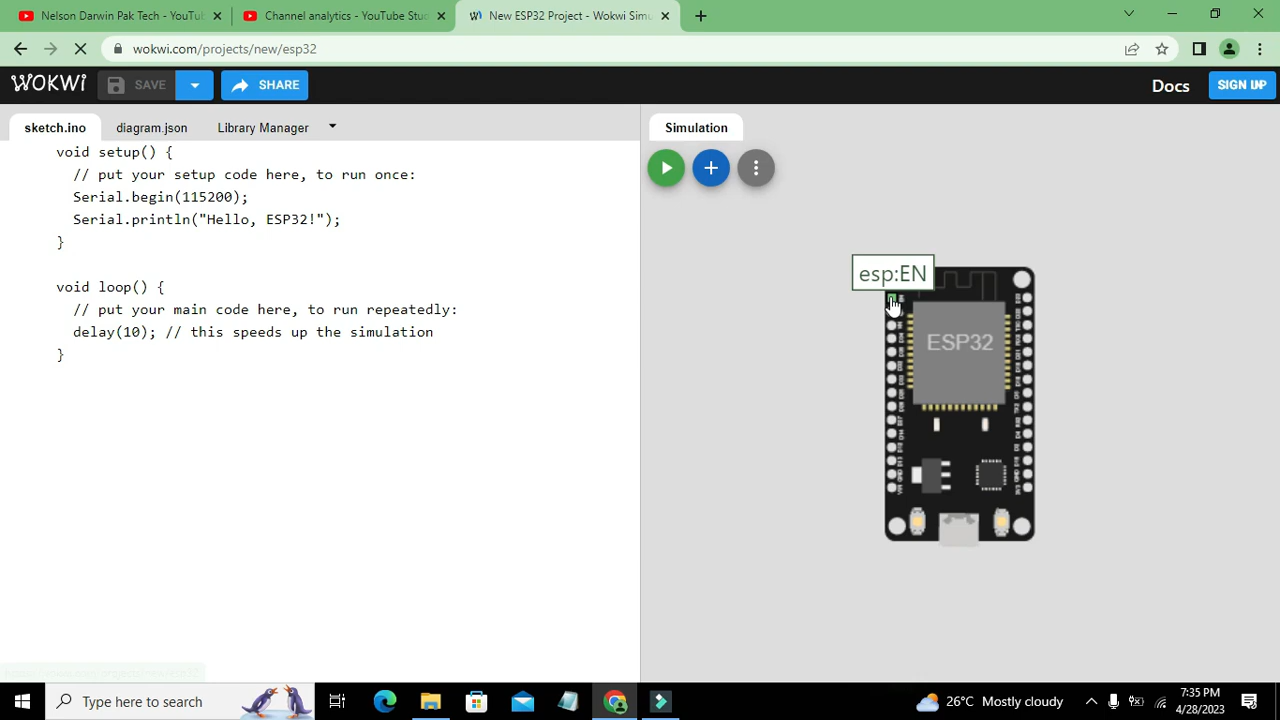 Nelson Darwin Pak Tech - YouTu
Channel analytics - YouTube Stu
New ESP32 Project - Wokwi Simu
wokwi.com/projects/new/esp32
WOKWI
SAVE
SHARE
Docs
SIGN UP
sketch.ino
diagram.json
Library Manager
Simulation
void setup() {
// put your setup code here, to run once:
Serial.begin(115200);
Serial.println("Hello, ESP32!");
}
void loop() {
// put your main code here, to run repeatedly:
delay(10); // this speeds up the simulation
}
esp:EN
ESP32
Type here to search
26°C Mostly cloudy
7:35 PM
4/28/2023